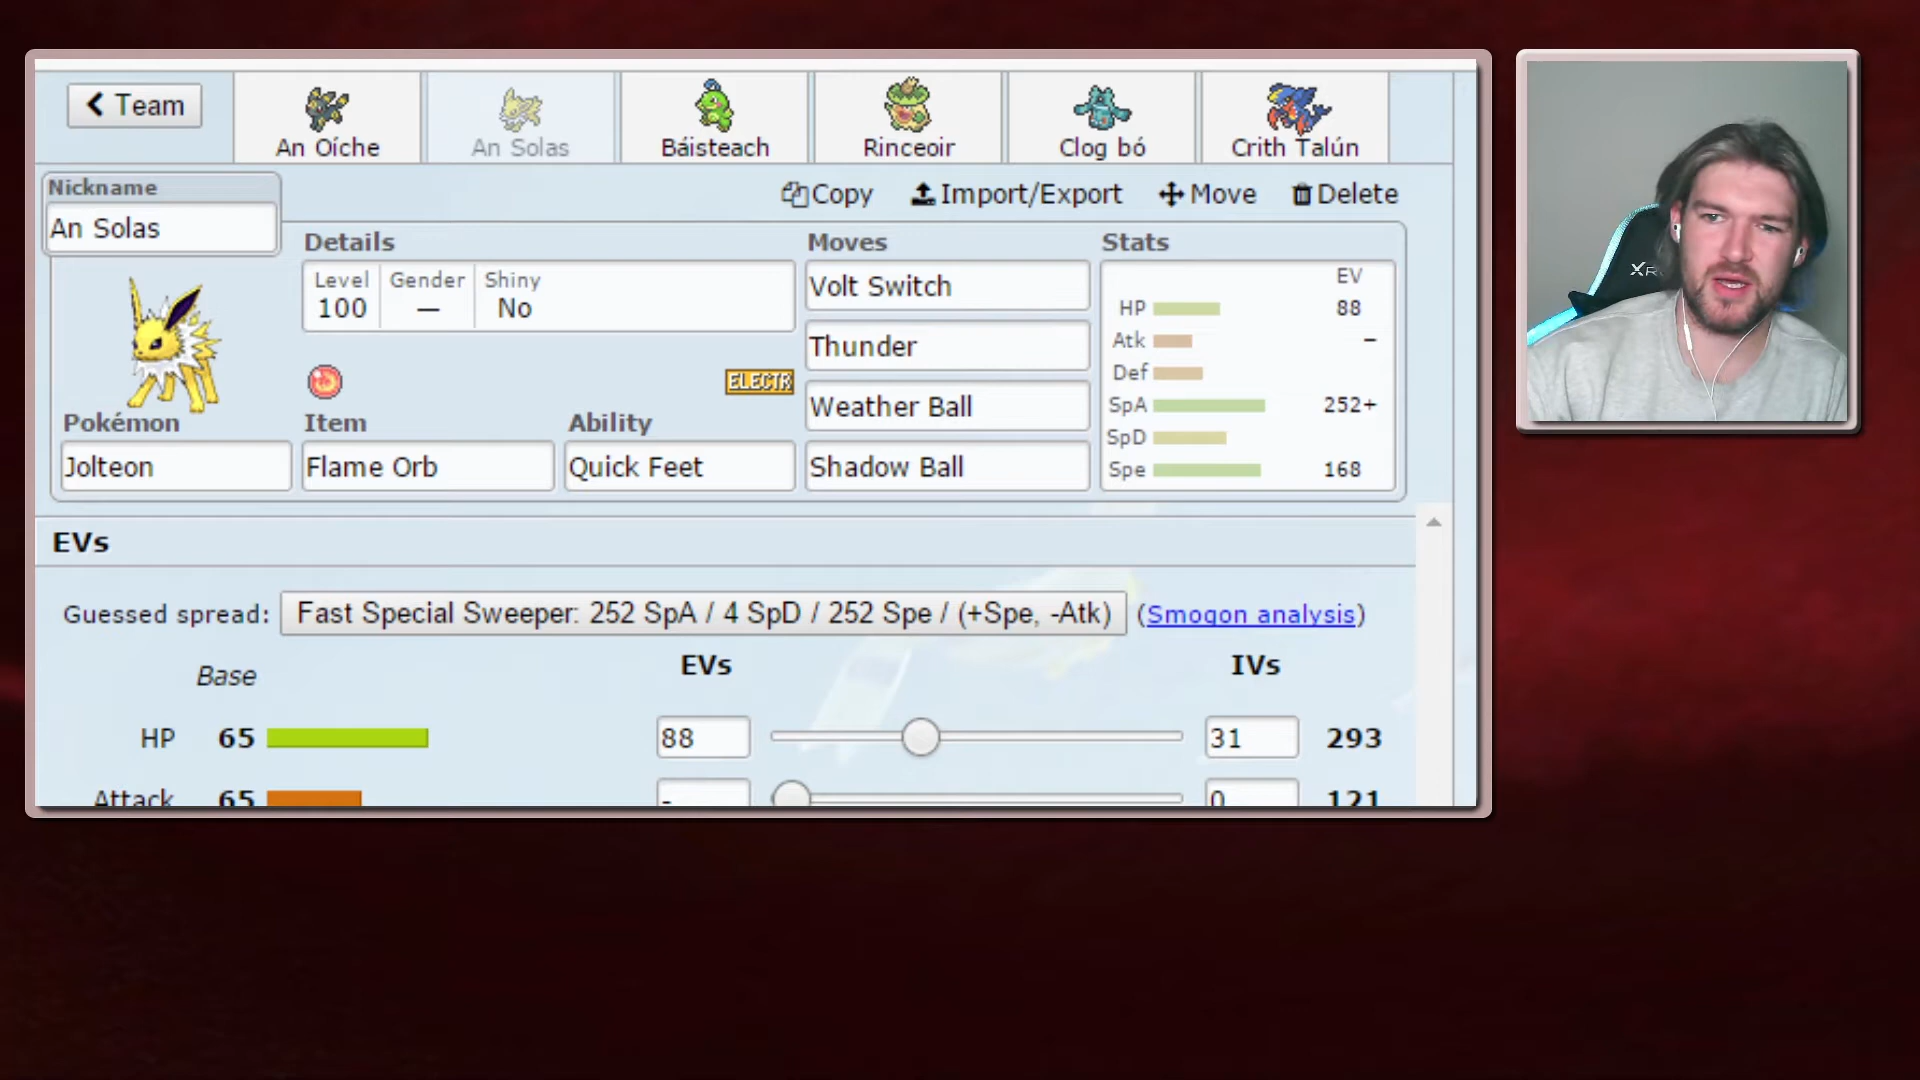 Team
An Oíche
An Solas
Báisteach
Rinceoir
Clog bó
Crith Talún
Nickname
An Solas
Copy
Import/Export
Move
Delete
Details
Level
100
Gender
—
Shiny
No
ELECTR
Pokémon
Jolteon
Item
Flame Orb
Ability
Quick Feet
Moves
Volt Switch
Thunder
Weather Ball
Shadow Ball
Stats
EV
HP 88
Atk –
Def
SpA 252+
SpD
Spe 168
EVs
Guessed spread: Fast Special Sweeper: 252 SpA / 4 SpD / 252 Spe / (+Spe, -Atk) (Smogon analysis)
Base EVs IVs
HP 65 88 31 293
Attack 65 - 0 121